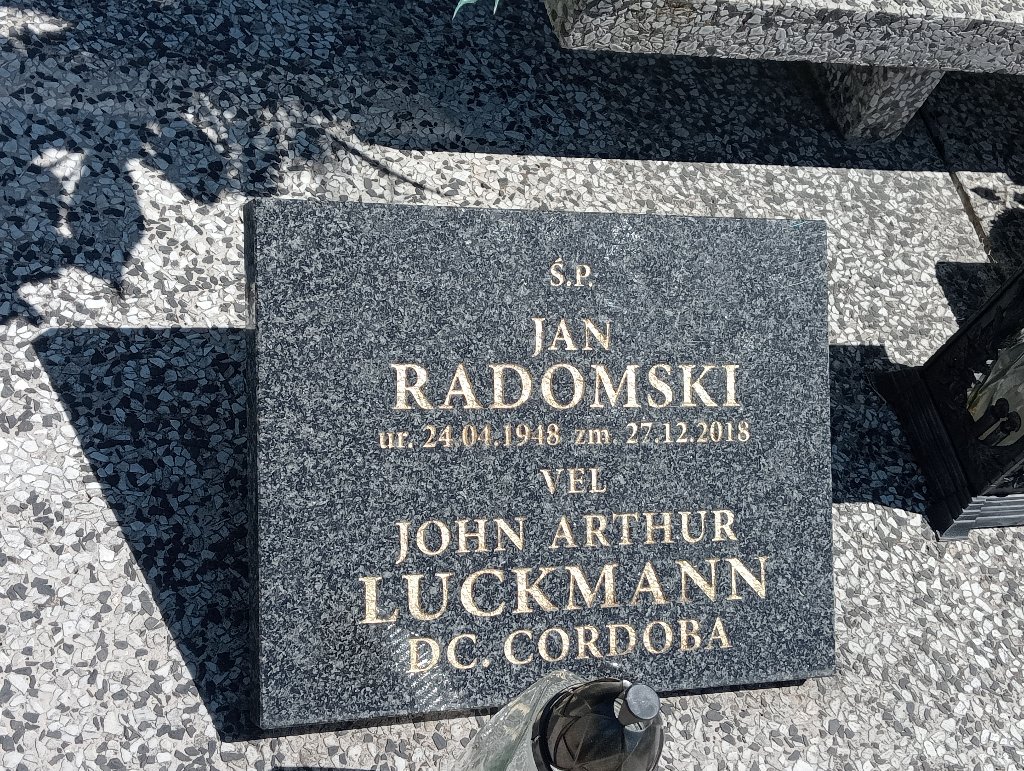 Ś.P.
JAN
RADOMSKI
ur. 24.04.1948 zm. 27.12.2018
VEL
JOHN ARTHUR
LUCKMANN
DC. CORDOBA